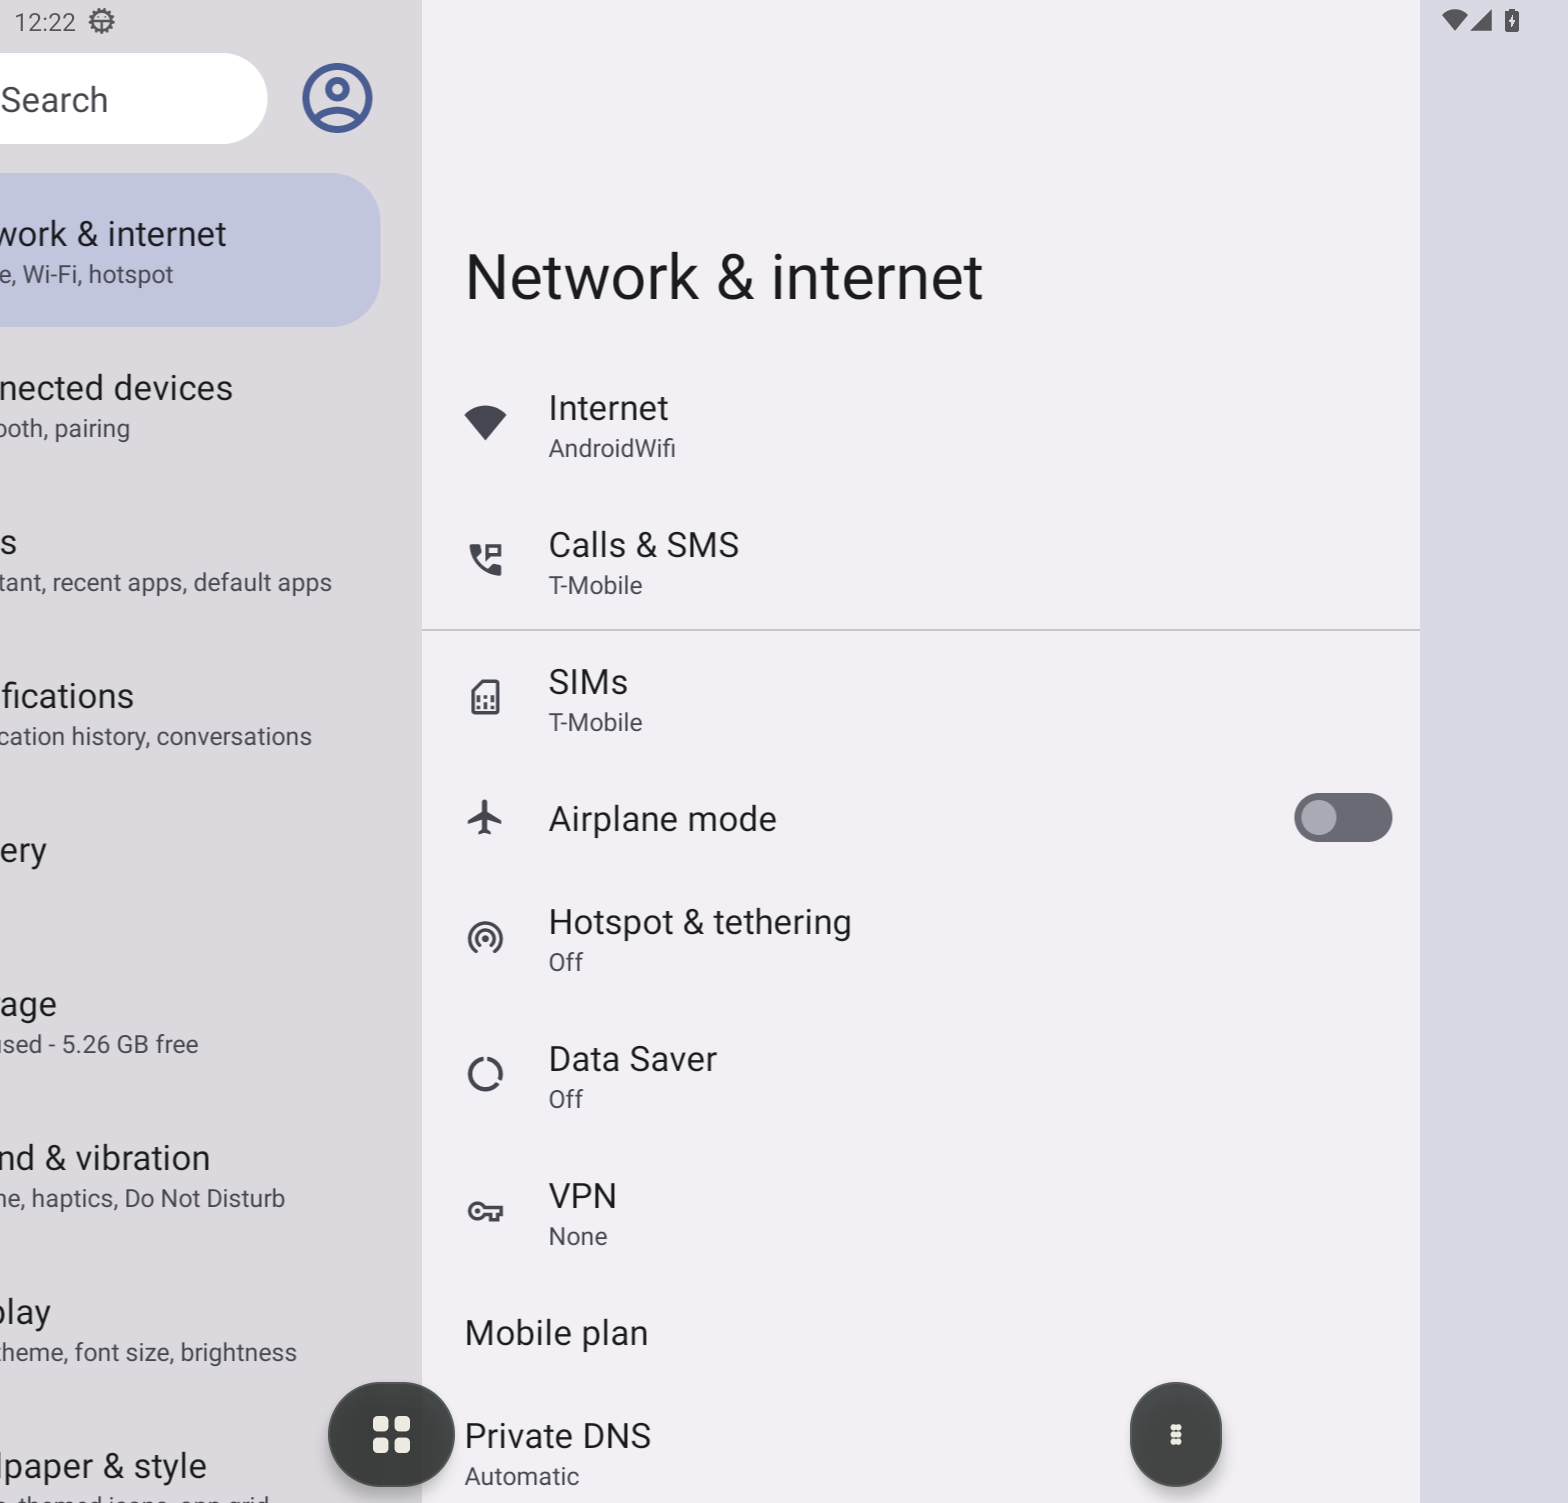 12:22
Search
work & internet
e, Wi-Fi, hotspot
nected devices
ooth, pairing
s
tant, recent apps, default apps
fications
cation history, conversations
ery
rage
used - 5.26 GB free
nd & vibration
ne, haptics, Do Not Disturb
play
theme, font size, brightness
lpaper & style
Network & internet
Internet
AndroidWifi
Calls & SMS
T-Mobile
SIMs
T-Mobile
Airplane mode
Hotspot & tethering
Off
Data Saver
Off
VPN
None
Mobile plan
Private DNS
Automatic